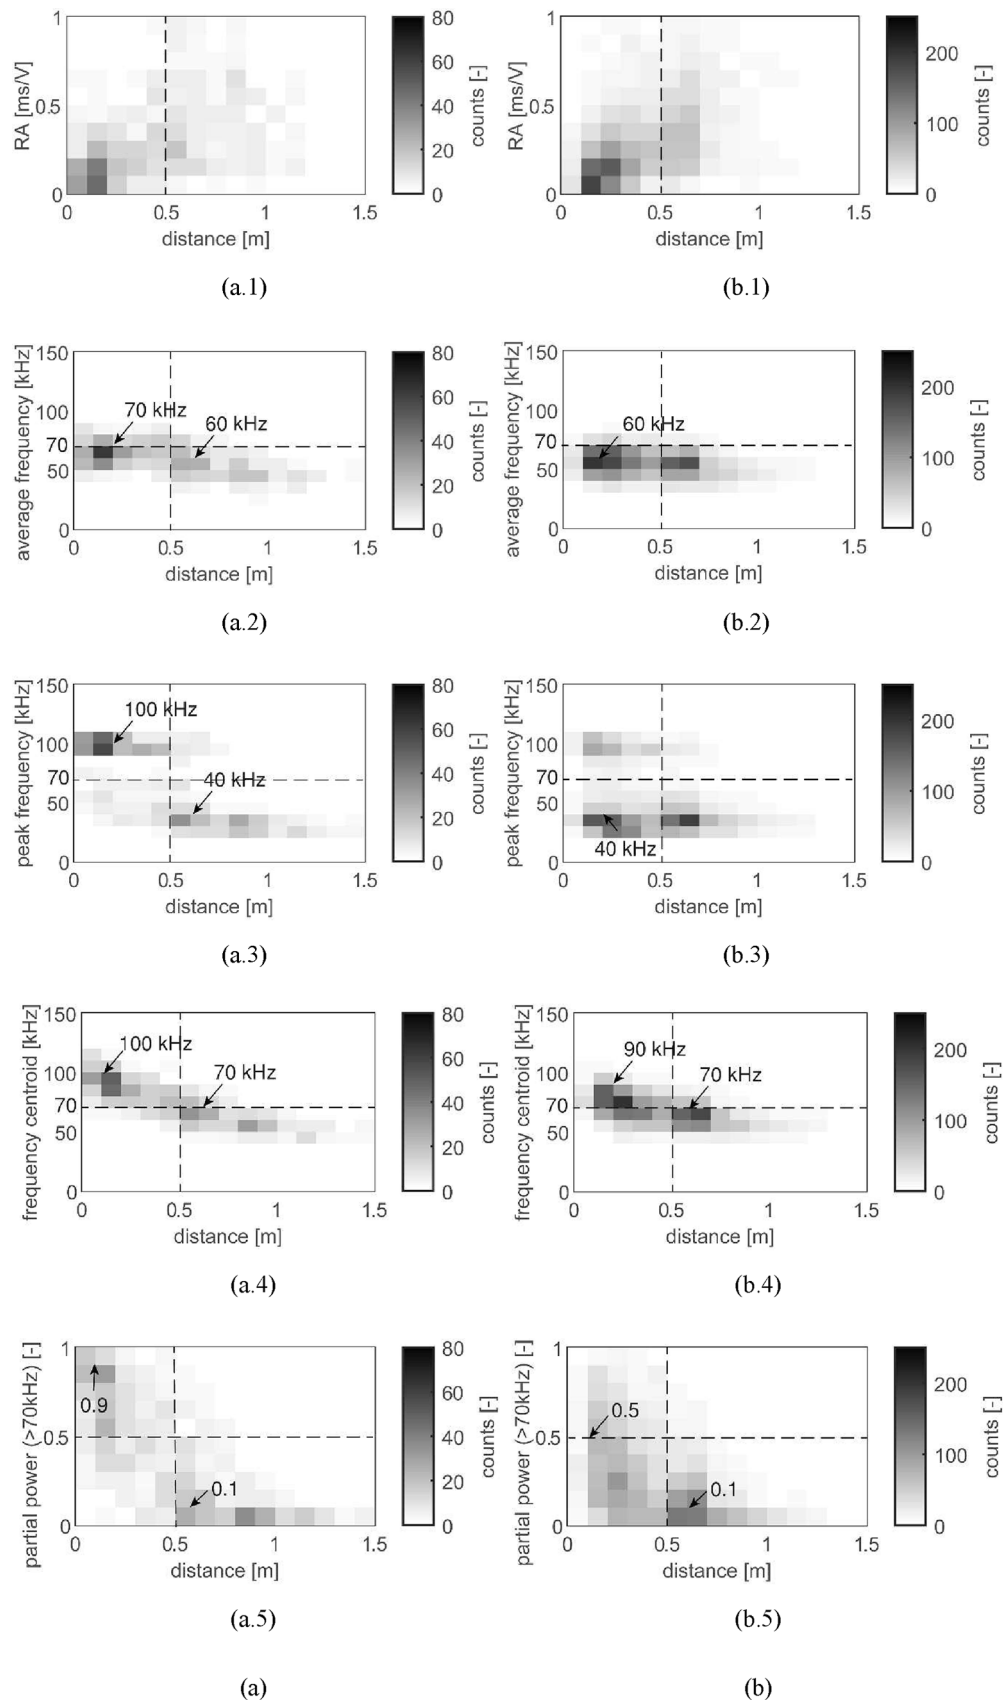 RA [ms/V]
1
0.5
0
0
0.5
1
1.5
distance [m]
80
60
40
20
0
counts [-]
(a.1)
RA [ms/V]
1
0.5
0
0
0.5
1
1.5
distance [m]
200
100
0
counts [-]
(b.1)
average frequency [kHz]
150
100
70
50
0
70 kHz
60 kHz
0
0.5
1
1.5
distance [m]
80
60
40
20
0
counts [-]
(a.2)
average frequency [kHz]
150
100
70
50
0
60 kHz
0
0.5
1
1.5
distance [m]
200
100
0
counts [-]
(b.2)
peak frequency [kHz]
150
100
70
50
0
100 kHz
40 kHz
0
0.5
1
1.5
distance [m]
80
60
40
20
0
counts [-]
(a.3)
peak frequency [kHz]
150
100
70
50
0
40 kHz
0
0.5
1
1.5
distance [m]
200
100
0
counts [-]
(b.3)
frequency centroid [kHz]
150
100
70
50
0
100 kHz
70 kHz
0
0.5
1
1.5
distance [m]
80
60
40
20
0
counts [-]
(a.4)
frequency centroid [kHz]
150
100
70
50
0
90 kHz
70 kHz
0
0.5
1
1.5
distance [m]
200
100
0
counts [-]
(b.4)
partial power (>70kHz) [-]
1
0.5
0
0.9
0.1
0
0.5
1
1.5
distance [m]
80
60
40
20
0
counts [-]
(a.5)
partial power (>70kHz) [-]
1
0.5
0
0.5
0.1
0
0.5
1
1.5
distance [m]
200
100
0
counts [-]
(b.5)
(a)
(b)